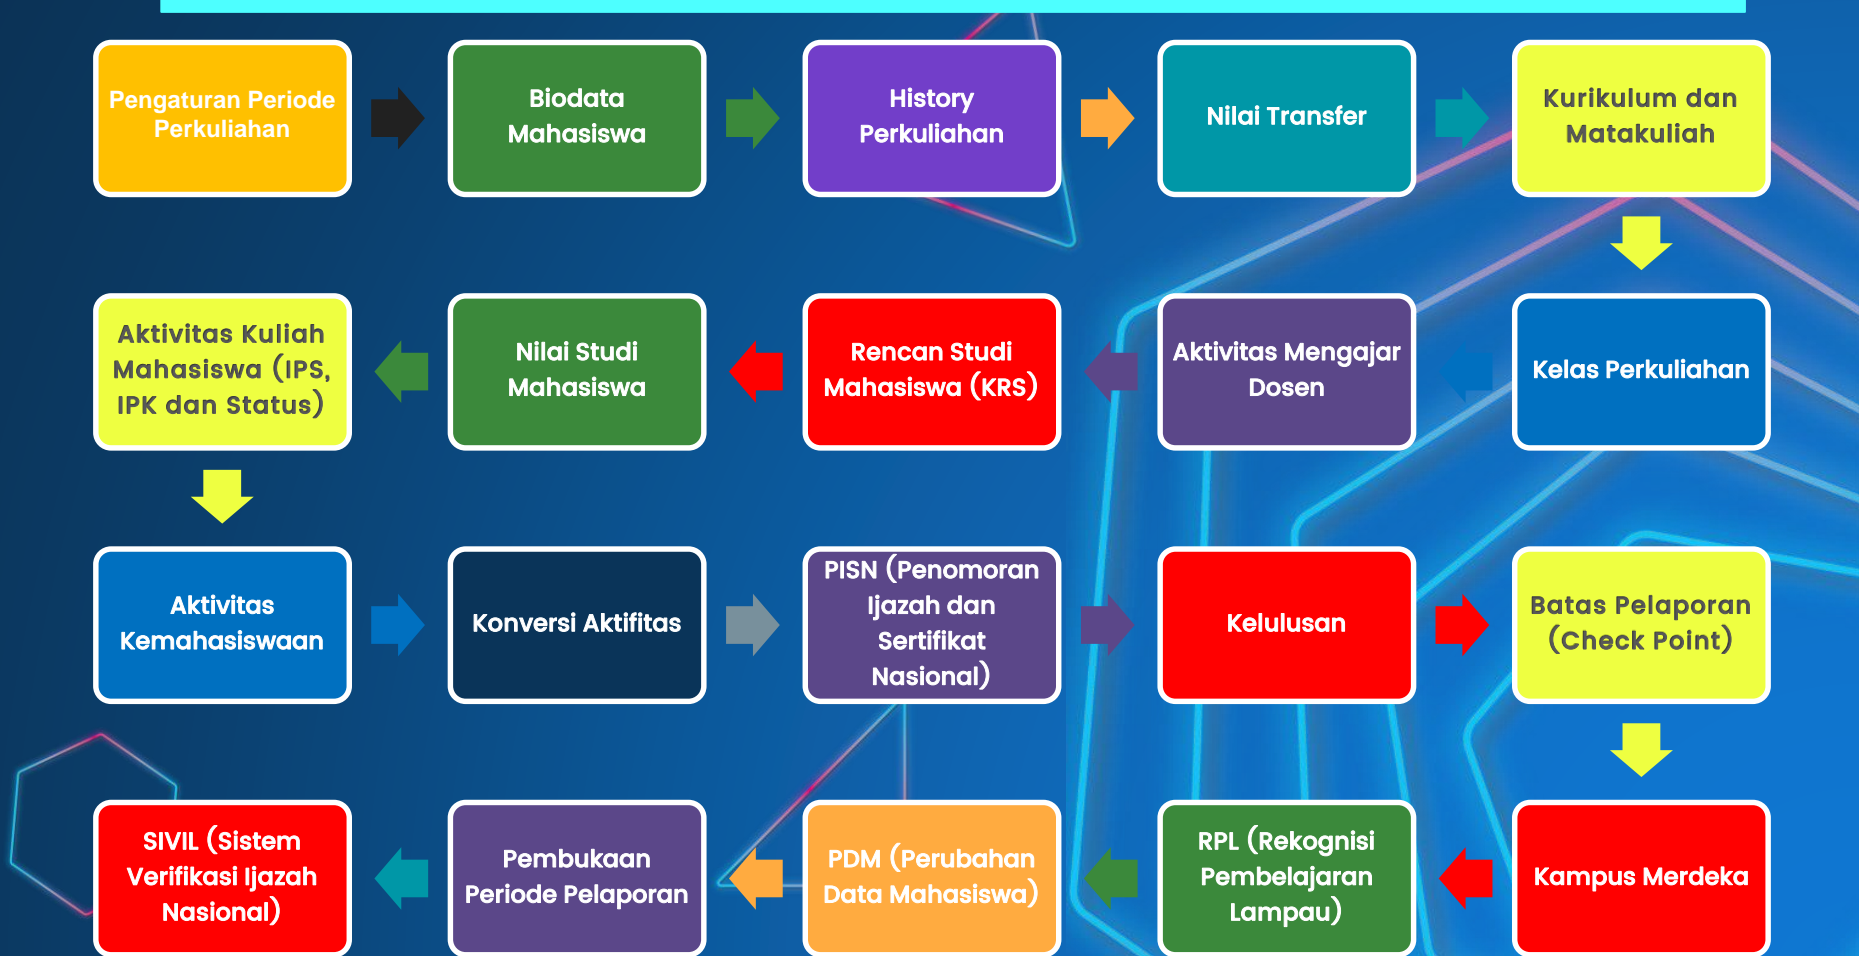 Pengaturan Periode
Perkuliahan
Biodata
Mahasiswa
History
Perkuliahan
Nilai Transfer
Kurikulum dan
Matakuliah
Kelas Perkuliahan
Aktivitas Mengajar
Dosen
Rencan Studi
Mahasiswa (KRS)
Nilai Studi
Mahasiswa
Aktivitas Kuliah
Mahasiswa (IPS,
IPK dan Status)
Aktivitas
Kemahasiswaan
Konversi Aktifitas
PISN (Penomoran
Ijazah dan
Sertifikat
Nasional)
Kelulusan
Batas Pelaporan
(Check Point)
Kampus Merdeka
RPL (Rekognisi
Pembelajaran
Lampau)
PDM (Perubahan
Data Mahasiswa)
Pembukaan
Periode Pelaporan
SIVIL (Sistem
Verifikasi Ijazah
Nasional)